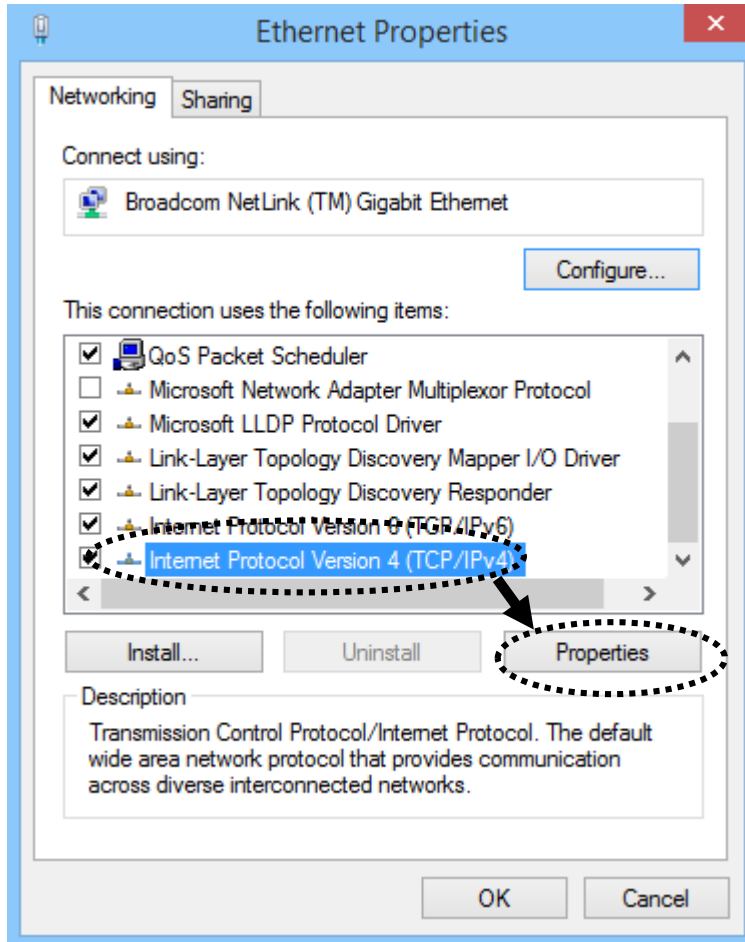 Ethernet Properties
Networking
Sharing
Connect using:
Broadcom NetLink (TM) Gigabit Ethernet
Configure...
This connection uses the following items:
QoS Packet Scheduler
Microsoft Network Adapter Multiplexor Protocol
Microsoft LLDP Protocol Driver
Link-Layer Topology Discovery Mapper I/O Driver
Link-Layer Topology Discovery Responder
Internet Protocol Version 6 (TCP/IPv6)
Internet Protocol Version 4 (TCP/IPv4)
Install...
Uninstall
Properties
Description
Transmission Control Protocol/Internet Protocol. The default
wide area network protocol that provides communication
across diverse interconnected networks.
OK
Cancel